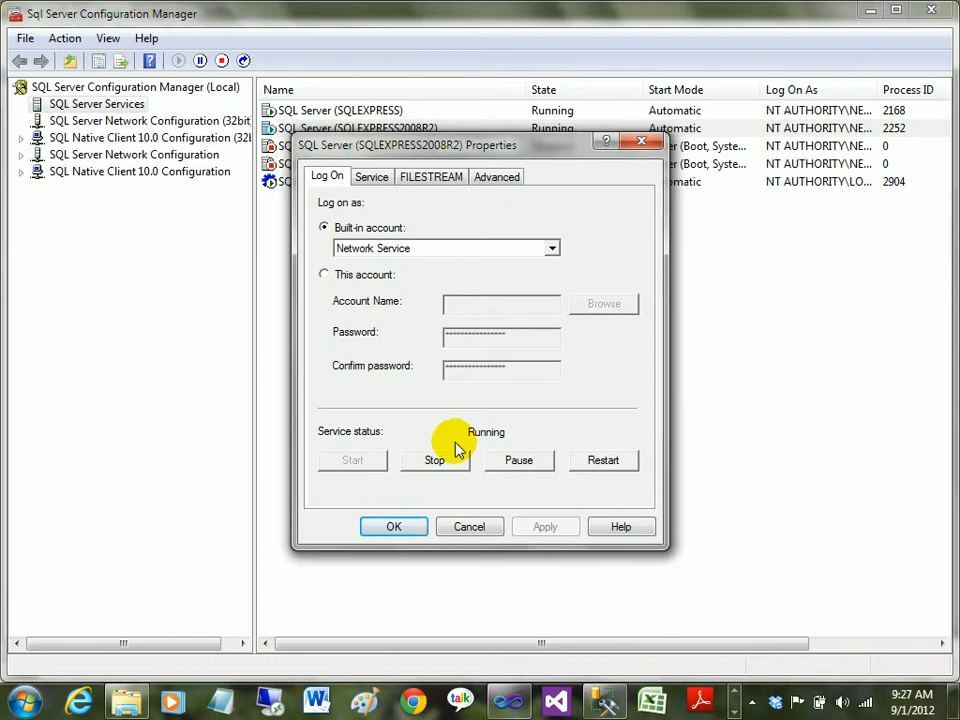 Sql Server Configuration Manager
File Action View Help
SQL Server Configuration Manager (Local)
SQL Server Services
SQL Server Network Configuration (32bit
SQL Native Client 10.0 Configuration (32b
SQL Server Network Configuration
SQL Native Client 10.0 Configuration
Name State Start Mode Log On As Process ID
SQL Server (SQLEXPRESS) Running Automatic NT AUTHORITY\NE... 2168
SQL Server (SQLEXPRESS2008R2) Running Automatic NT AUTHORITY\NE... 2252
(Boot, Syste... NT AUTHORITY\NE... 0
(Boot, Syste... NT AUTHORITY\NE... 0
tomatic NT AUTHORITY\LO... 2904
SQL Server (SQLEXPRESS2008R2) Properties
Log On Service FILESTREAM Advanced
Log on as:
Built-in account:
Network Service
This account:
Account Name: Browse
Password: ***************
Confirm password: ***************
Service status: Running
Start Stop Pause Restart
OK Cancel Apply Help
talk
9:27 AM
9/1/2012